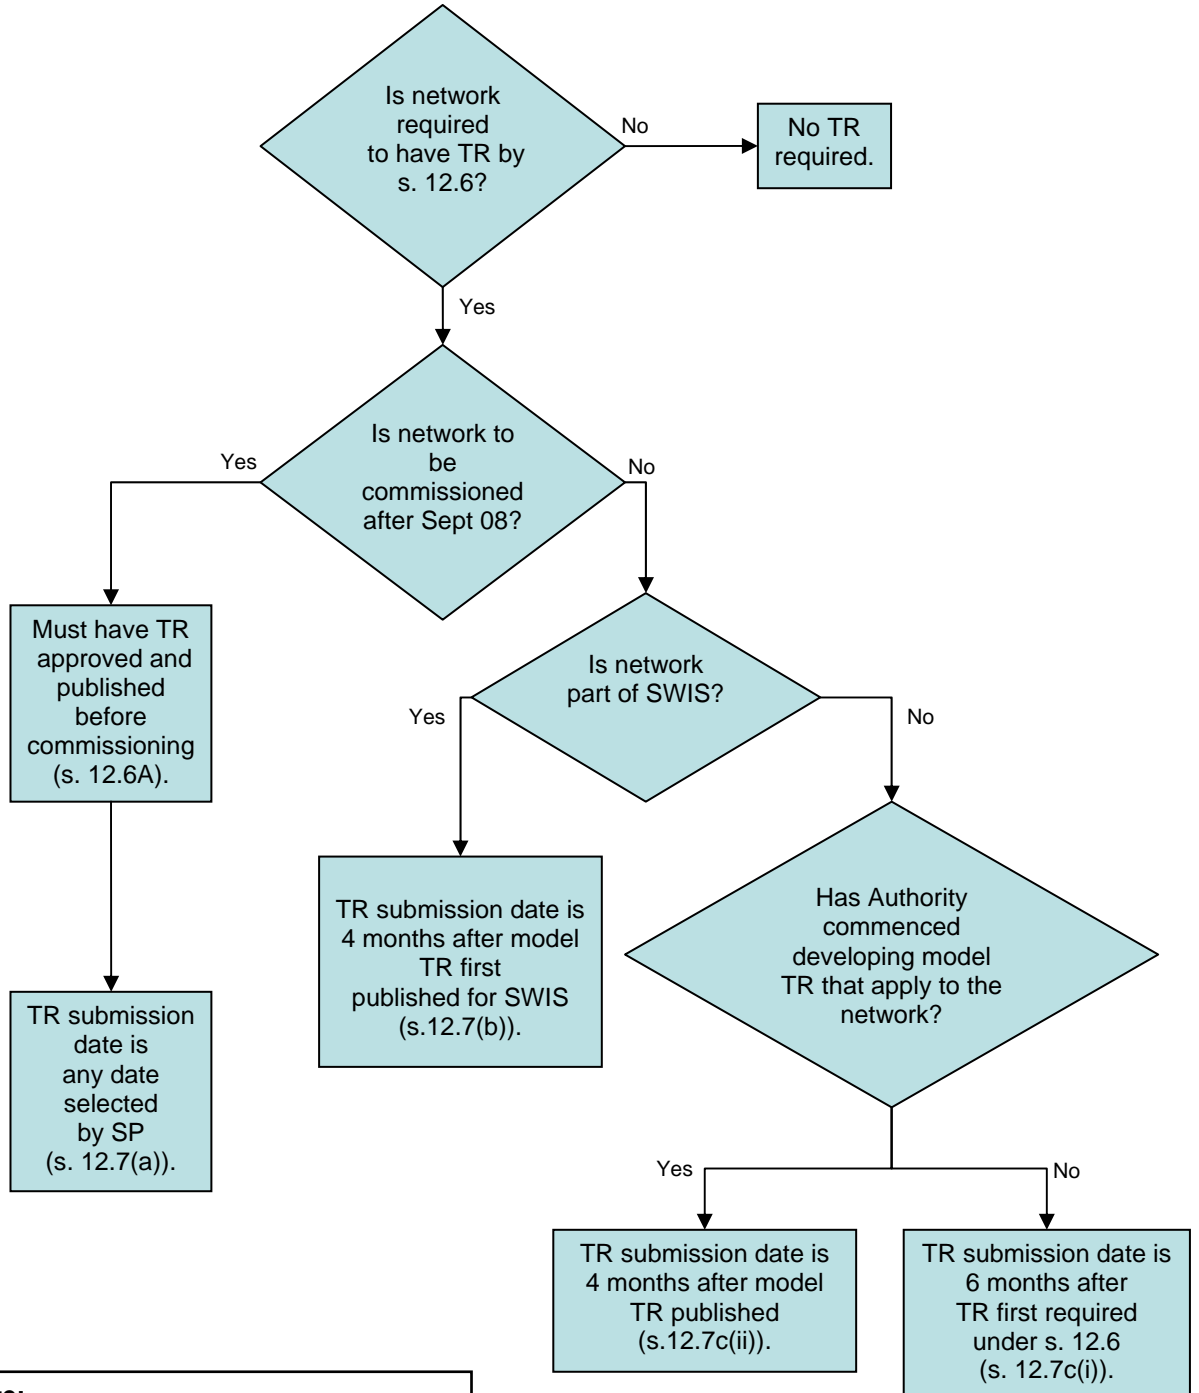 Is network
required
to have TR by
s. 12.6?
No
No TR
required.
Yes
Is network to
be
commissioned
after Sept 08?
Yes
No
Must have TR
approved and
published
before
commissioning
(s. 12.6A).
Is network
part of SWIS?
Yes
No
TR submission date is
4 months after model
TR first
published for SWIS
(s.12.7(b)).
Has Authority
commenced
developing model
TR that apply to the
network?
TR submission
date is
any date
selected
by SP
(s. 12.7(a)).
Yes
No
TR submission date is
4 months after model
TR published
(s.12.7c(ii)).
TR submission date is
6 months after
TR first required
under s. 12.6
(s. 12.7c(i)).